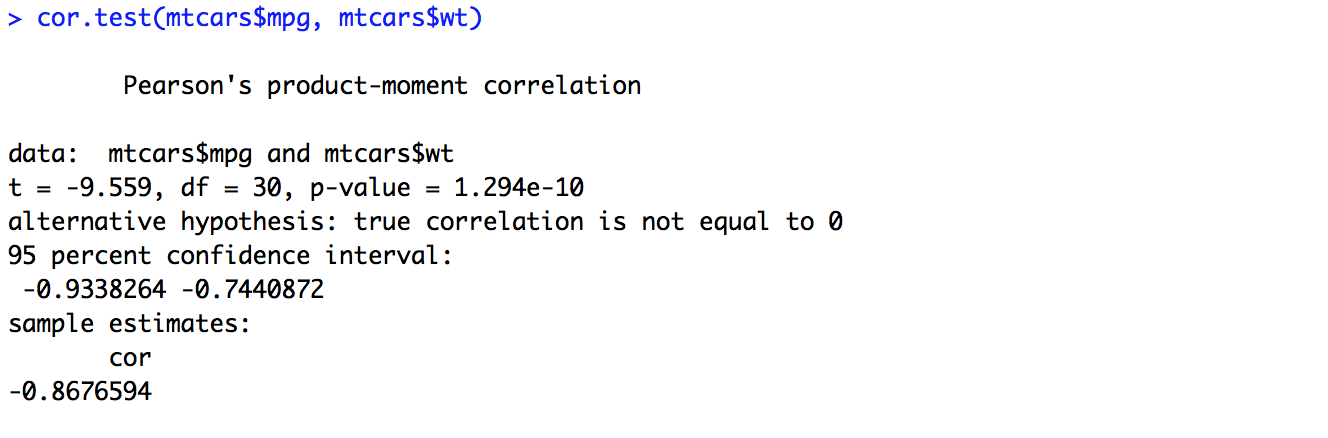 > cor.test(mtcars$mpg, mtcars$wt)
Pearson's product-moment correlation
data:  mtcars$mpg and mtcars$wt
t = -9.559, df = 30, p-value = 1.294e-10
alternative hypothesis: true correlation is not equal to 0
95 percent confidence interval:
 -0.9338264 -0.7440872
sample estimates:
       cor
-0.8676594